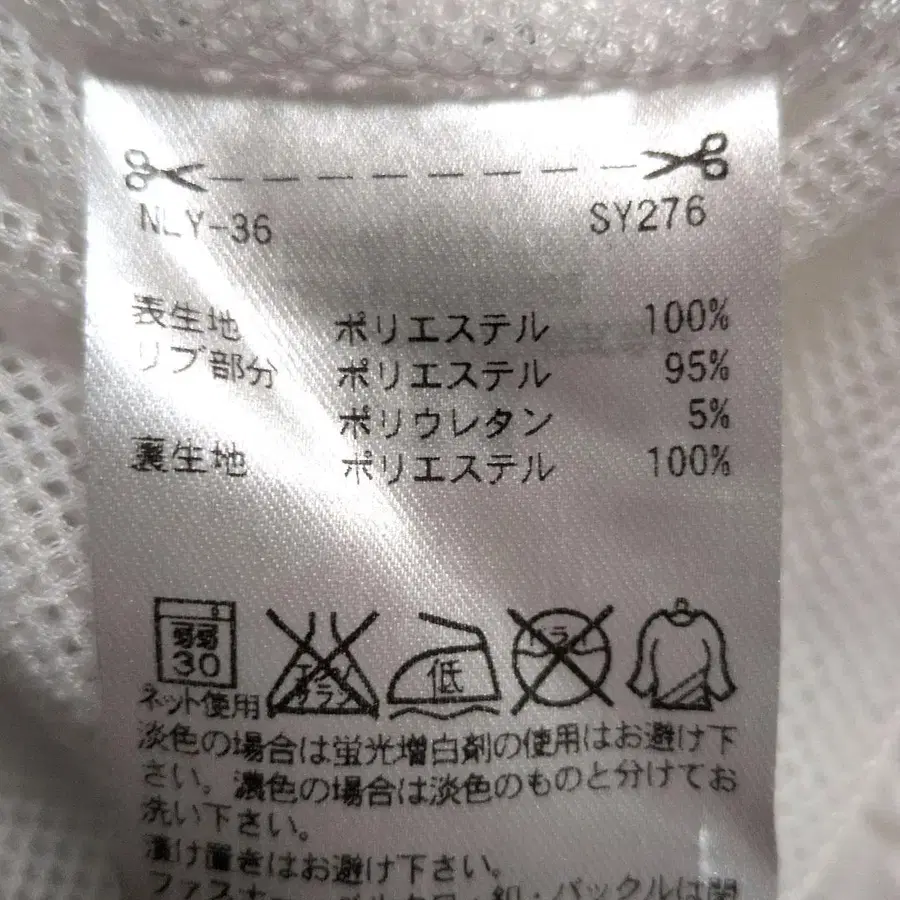 NLY-36 SY276
表生地 ポリエステル 100%
リブ部分 ポリエステル 95%
ポリウレタン 5%
裏生地 ポリエステル 100%
弱
30
低
ネット使用
淡色の場合は蛍光増白剤の使用はお避け下
さい。濃色の場合は淡色のものと分けてお
洗い下さい。
漬け置きはお避け下さい。